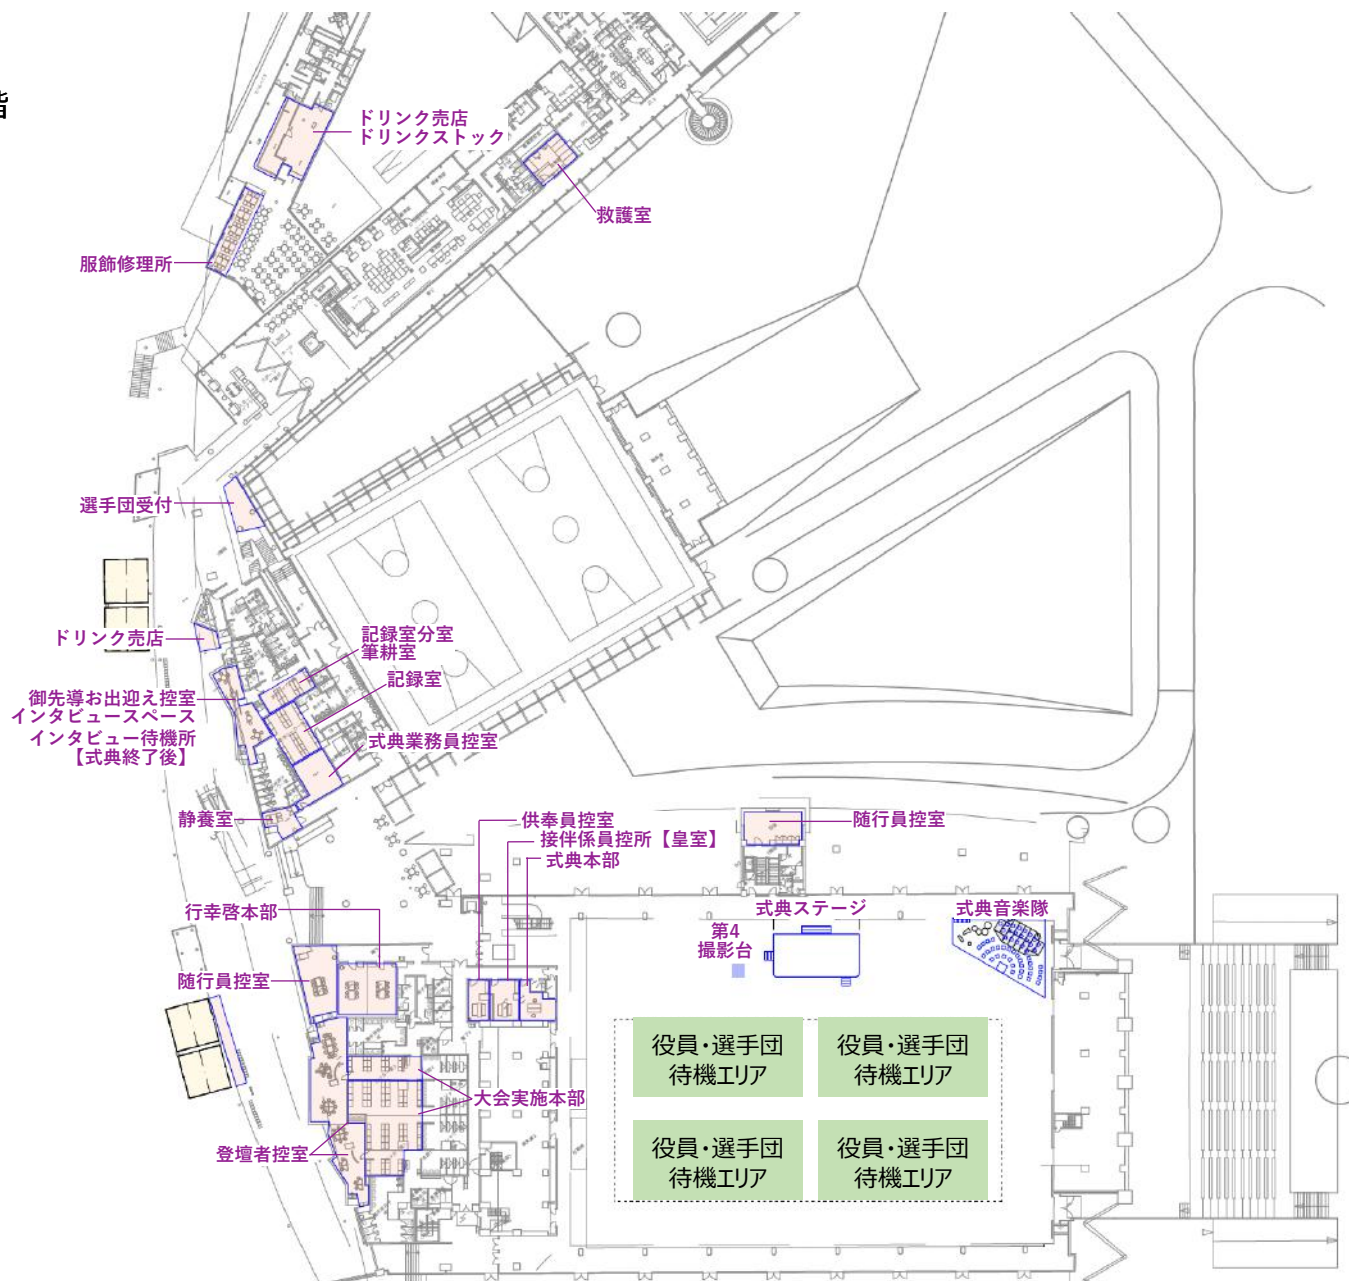 階
ドリンク売店
ドリンクストック
救護室
服飾修理所
選手団受付
ドリンク売店
記録室分室
筆耕室
記録室
御先導お出迎え控室
インタビュースペース
インタビュー待機所
【式典終了後】
式典業務員控室
静養室
供奉員控室
接伴係員控所【皇室】
式典本部
随行員控室
行幸啓本部
式典ステージ
式典音楽隊
第4
撮影台
随行員控室
役員・選手団
待機エリア
役員・選手団
待機エリア
大会実施本部
登壇者控室
役員・選手団
待機エリア
役員・選手団
待機エリア